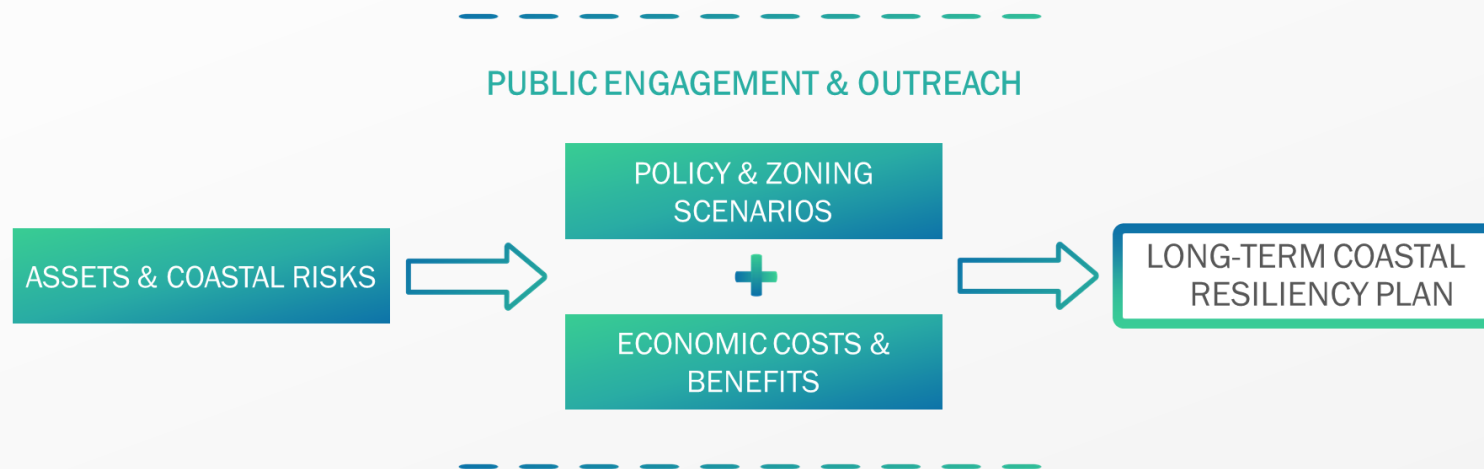 PUBLIC ENGAGEMENT & OUTREACH
ASSETS & COASTAL RISKS
POLICY & ZONING
SCENARIOS
ECONOMIC COSTS &
BENEFITS
LONG-TERM COASTAL
RESILIENCY PLAN